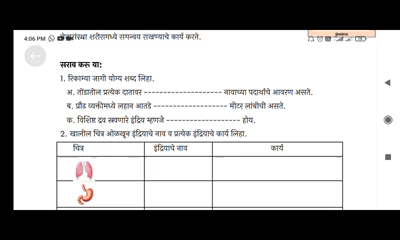 4:06 PM
चेतासंस्था शरीरामध्ये समन्वय राखण्याचे कार्य करते.
सराव करू या:
1. रिकाम्या जागी योग्य शब्द लिहा.
अ. तोंडातील प्रत्येक दातावर -------------------- नावाच्या पदार्थाचे आवरण असते.
ब. प्रौढ व्यक्तीमध्ये लहान आतडे ------------------- मीटर लांबीची असते.
क. विशिष्ट द्रव स्त्रवणारे इंद्रिय म्हणजे ------------------- होय.
2. खालील चित्र ओळखून इंद्रियाचे नाव व प्रत्येक इंद्रियाचे कार्य लिहा.
चित्र इंद्रियाचे नाव कार्य